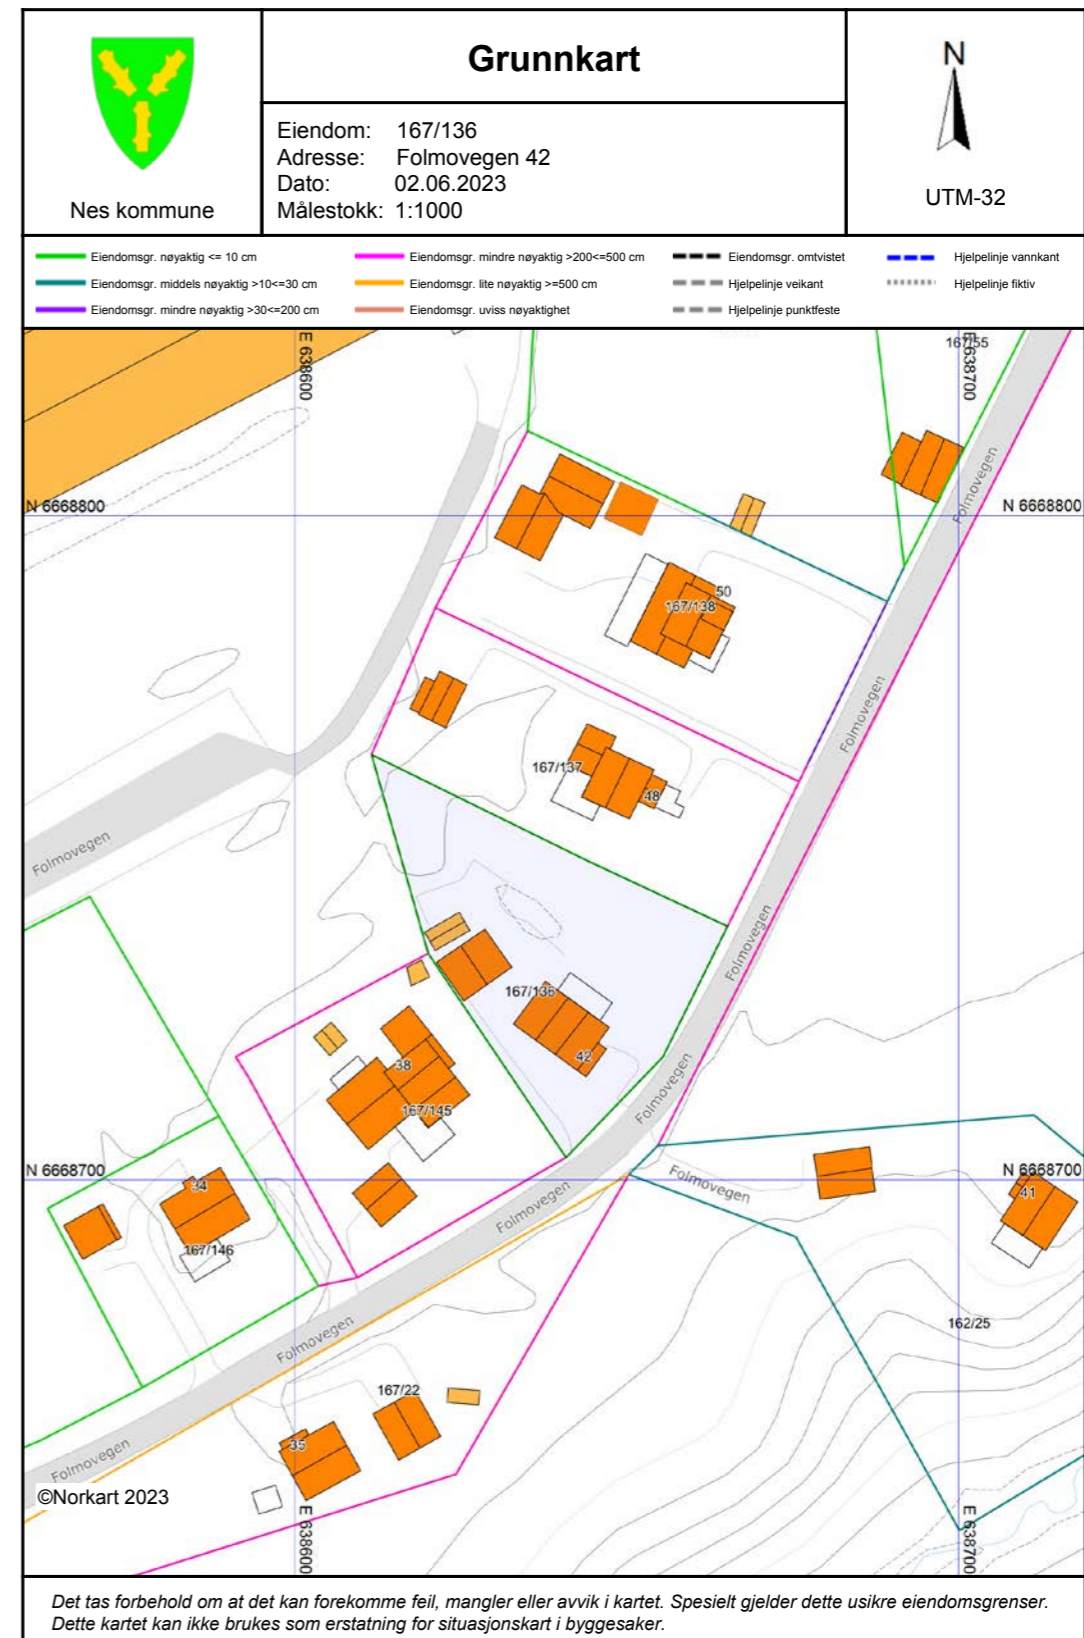 Grunnkart
Nes kommune
Eiendom: 167/136
Adresse: Folmovegen 42
Dato: 02.06.2023
Målestokk: 1:1000
N
UTM-32
Eiendomsgr. nøyaktig <= 10 cm
Eiendomsgr. middels nøyaktig >10<=30 cm
Eiendomsgr. mindre nøyaktig >30<=200 cm
Eiendomsgr. mindre nøyaktig >200<=500 cm
Eiendomsgr. lite nøyaktig >=500 cm
Eiendomsgr. uviss nøyaktighet
Eiendomsgr. omtvistet
Hjelpelinje veikant
Hjelpelinje punktfeste
Hjelpelinje vannkant
Hjelpelinje fiktiv
E 638600
E 638700
167/55
Folmovegen
N 6668800
N 6668800
50
167/138
Folmovegen
167/137
48
Folmovegen
Folmovegen
167/136
42
38
167/145
Folmovegen
N 6668700
N 6668700
Folmovegen
41
34
Folmovegen
167/146
162/25
Folmovegen
167/22
35
Folmovegen
©Norkart 2023
E 638600
E 638700
Det tas forbehold om at det kan forekomme feil, mangler eller avvik i kartet. Spesielt gjelder dette usikre eiendomsgrenser.
Dette kartet kan ikke brukes som erstatning for situasjonskart i byggesaker.